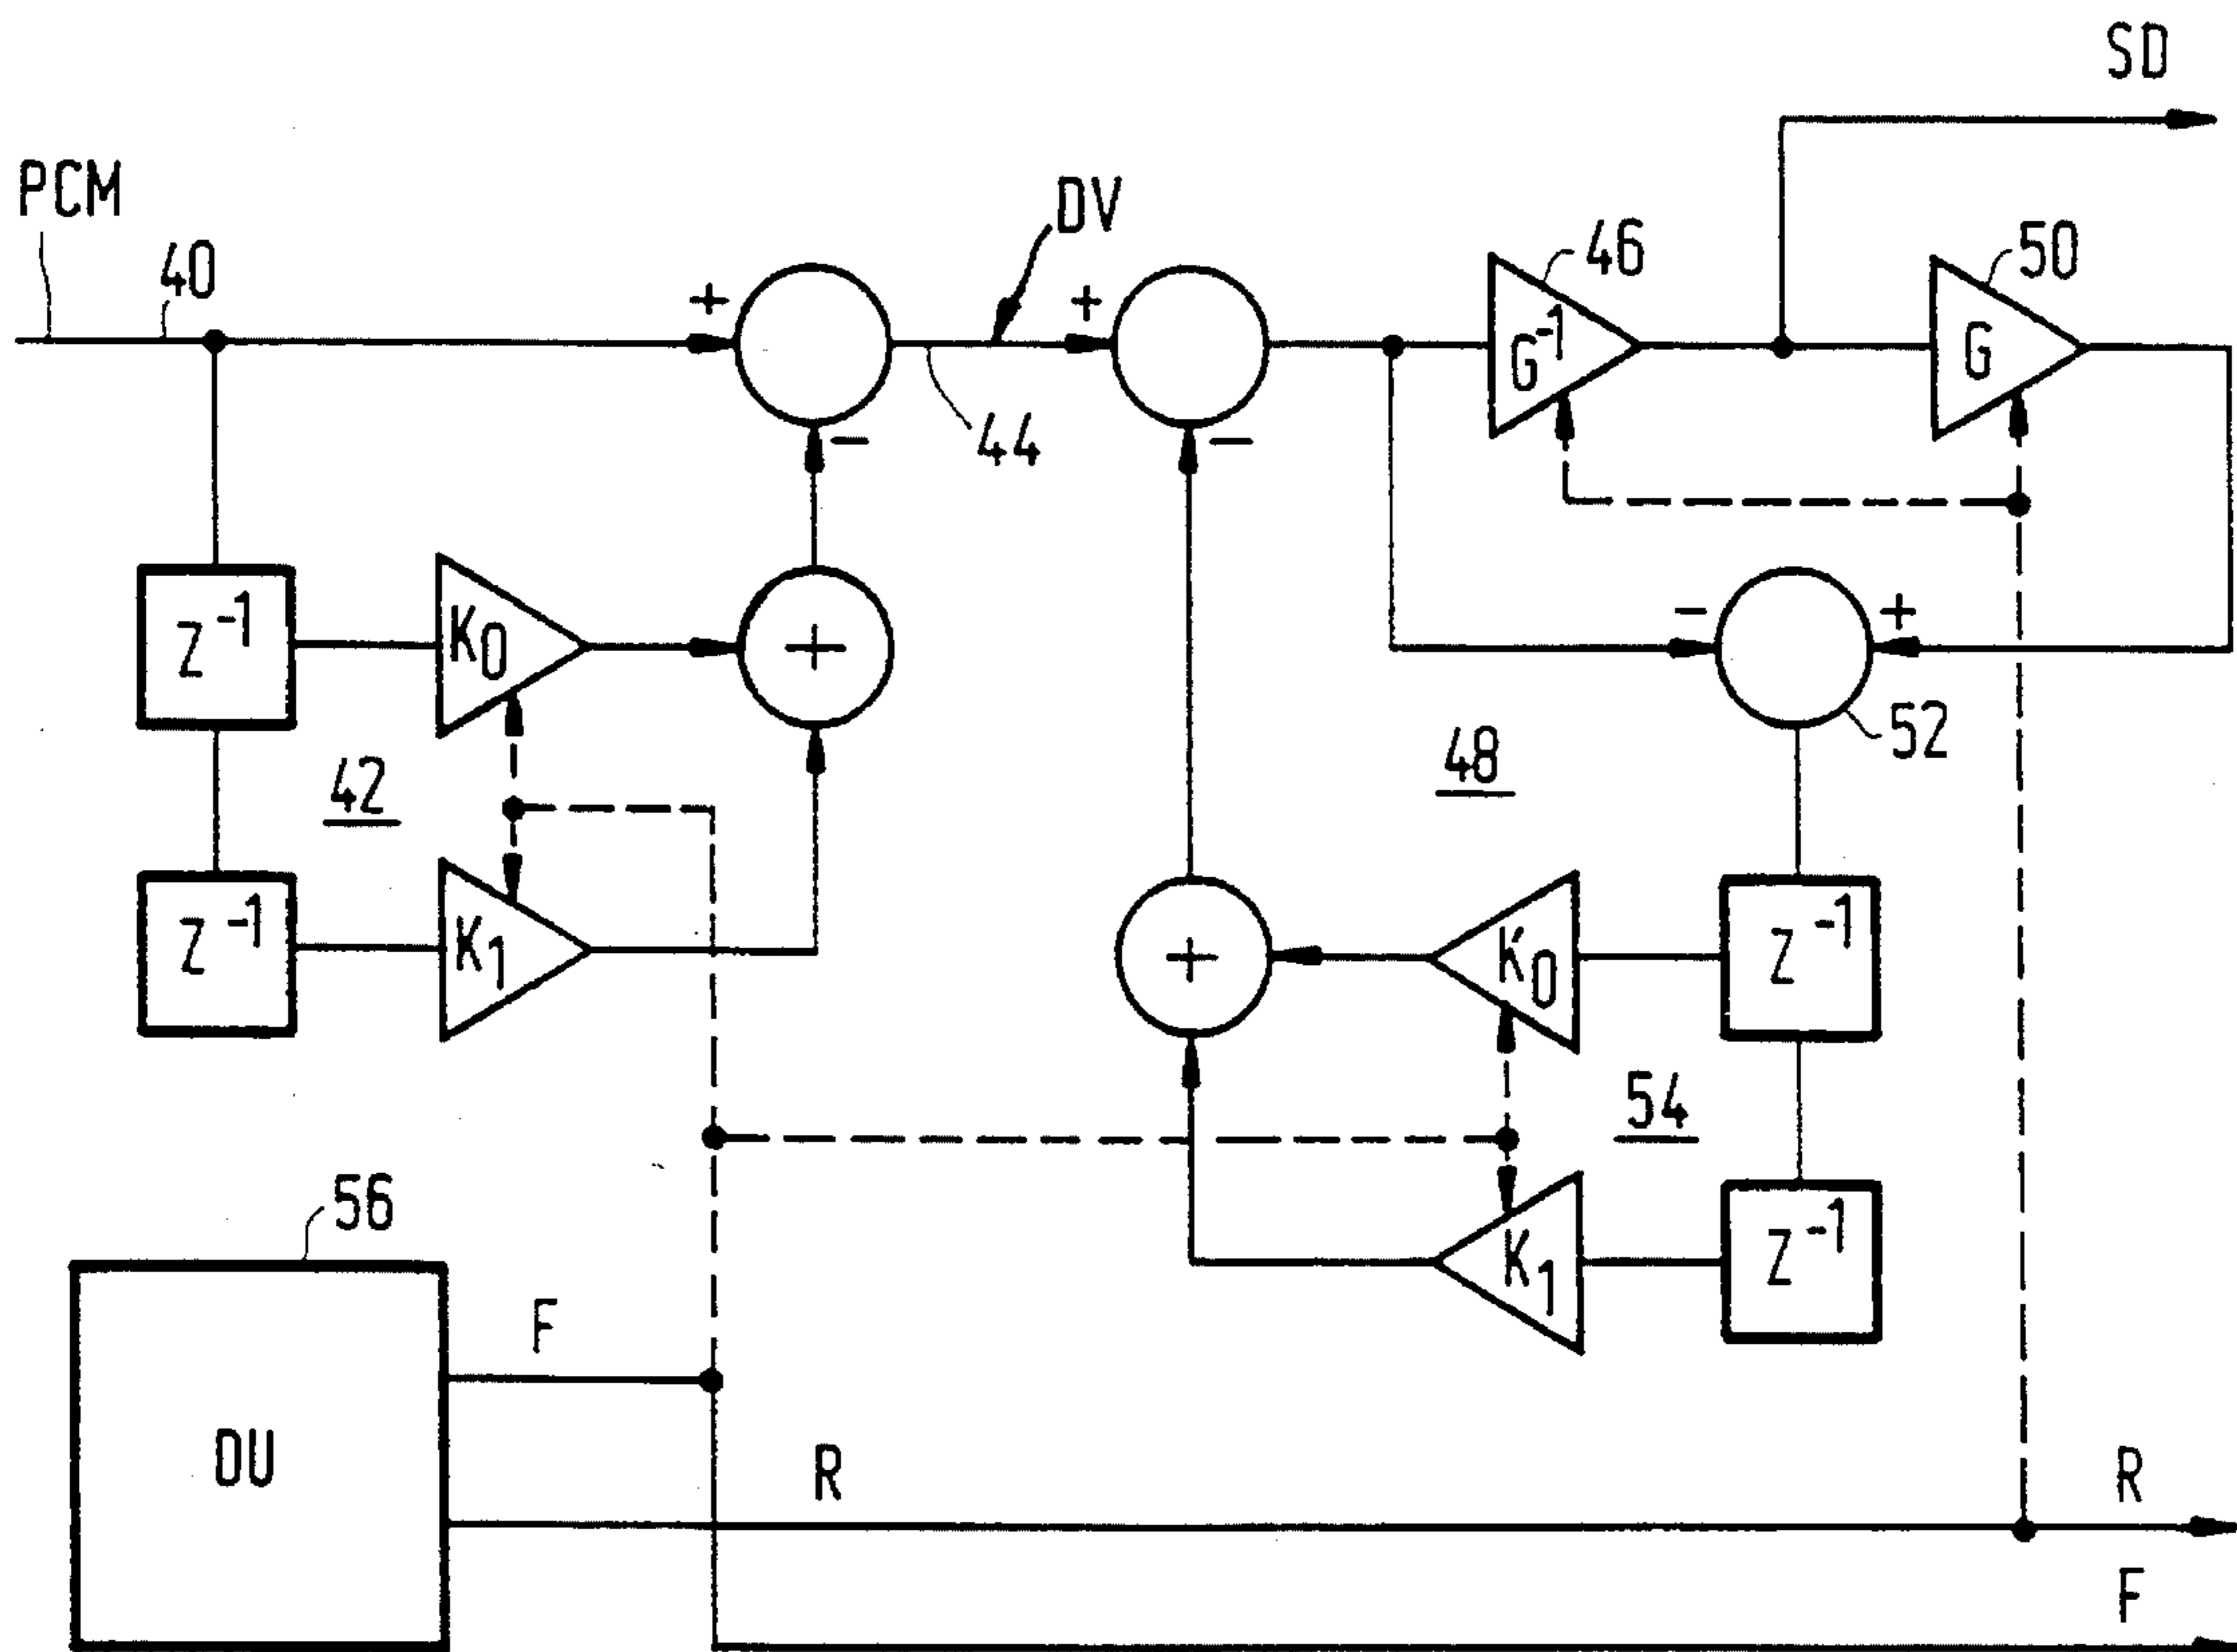 SD
PCM
40
+
DV
+
46
50
G⁻¹
G
−
44
−
Z⁻¹
K₀
+
−
+
52
42
48
Z⁻¹
K₁
+
K₀
Z⁻¹
54
56
K₁
Z⁻¹
F
DU
R
R
F